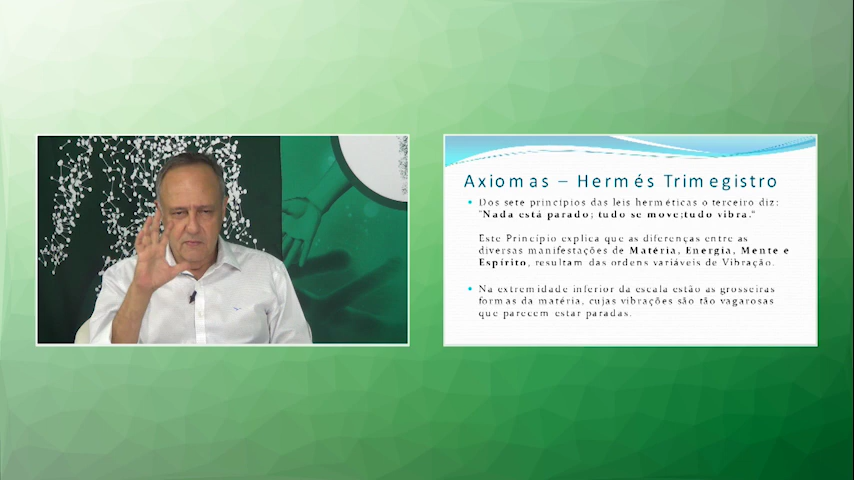 Axiomas – Hermés Trimegistro
Dos sete princípios das leis herméticas o terceiro diz:
"Nada está parado; tudo se move;tudo vibra."
Este Princípio explica que as diferenças entre as
diversas manifestações de Matéria, Energia, Mente e
Espírito, resultam das ordens variáveis de Vibração.
Na extremidade inferior da escala estão as grosseiras
formas da matéria, cujas vibrações são tão vagarosas
que parecem estar paradas.